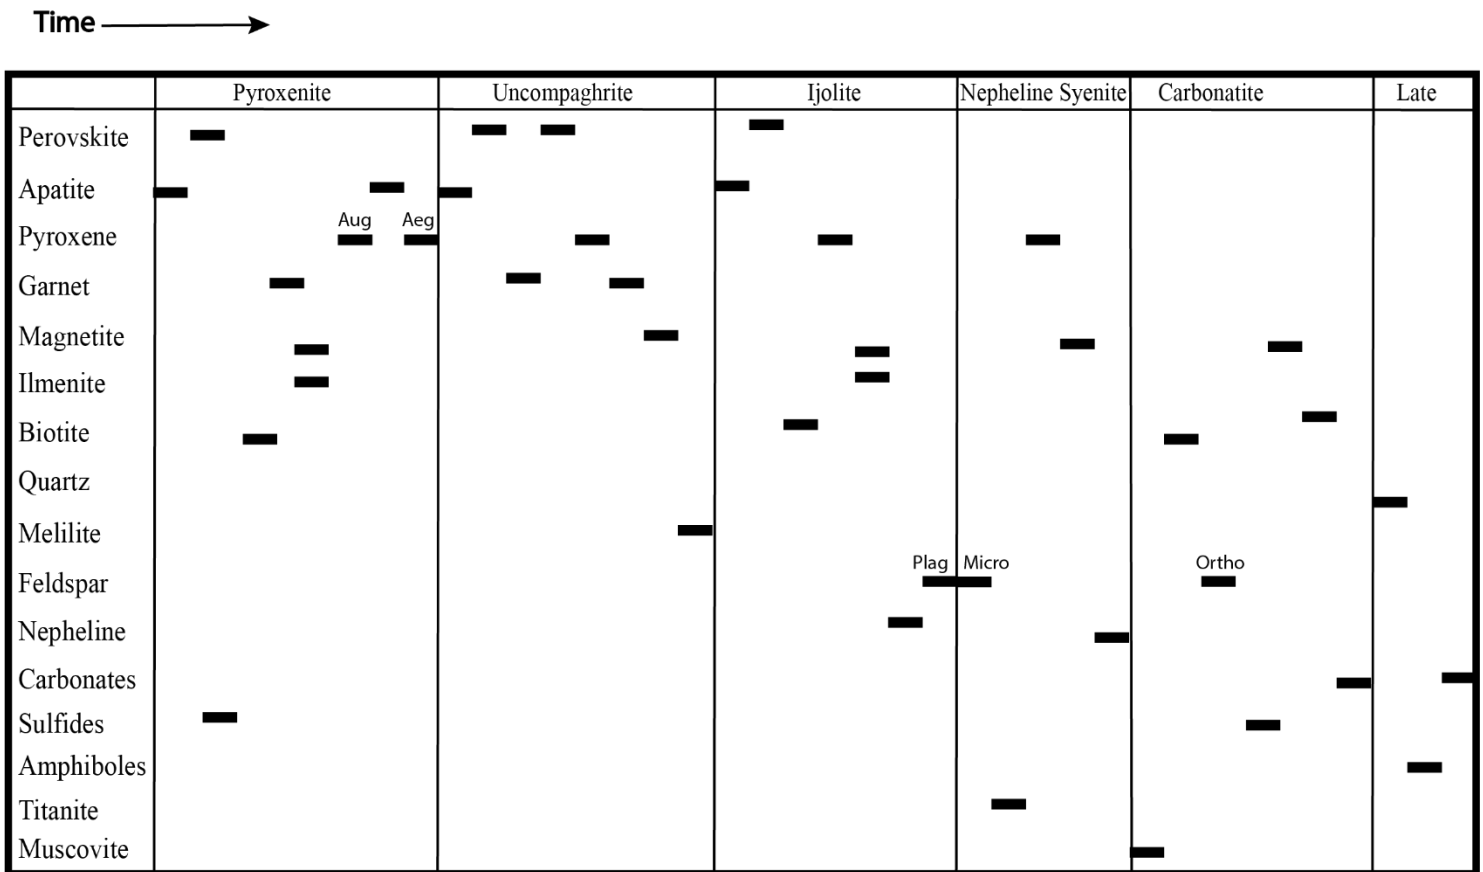 Time
Pyroxenite Uncompaghrite Ijolite Nepheline Syenite Carbonatite Late
Perovskite
Apatite
Aug Aeg
Pyroxene
Garnet
Magnetite
Ilmenite
Biotite
Quartz
Melilite
Plag Micro Ortho
Feldspar
Nepheline
Carbonates
Sulfides
Amphiboles
Titanite
Muscovite